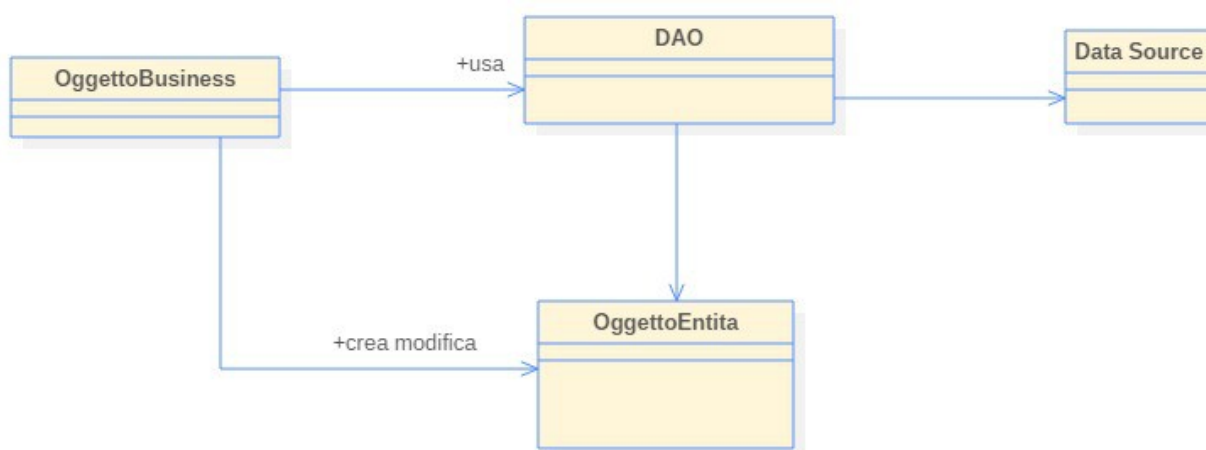 DAO
Data Source
+usa
OggettoBusiness
OggettoEntita
+crea modifica